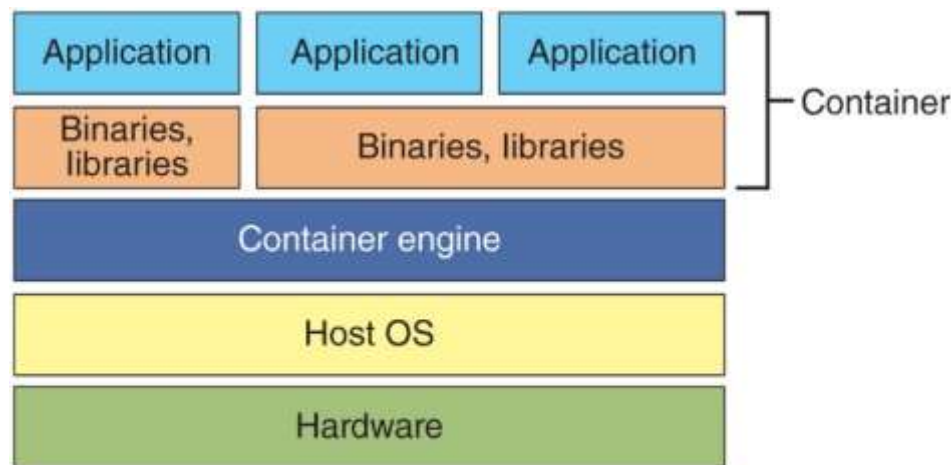 Application
Application
Application
Container
Binaries,
libraries
Binaries, libraries
Container engine
Host OS
Hardware